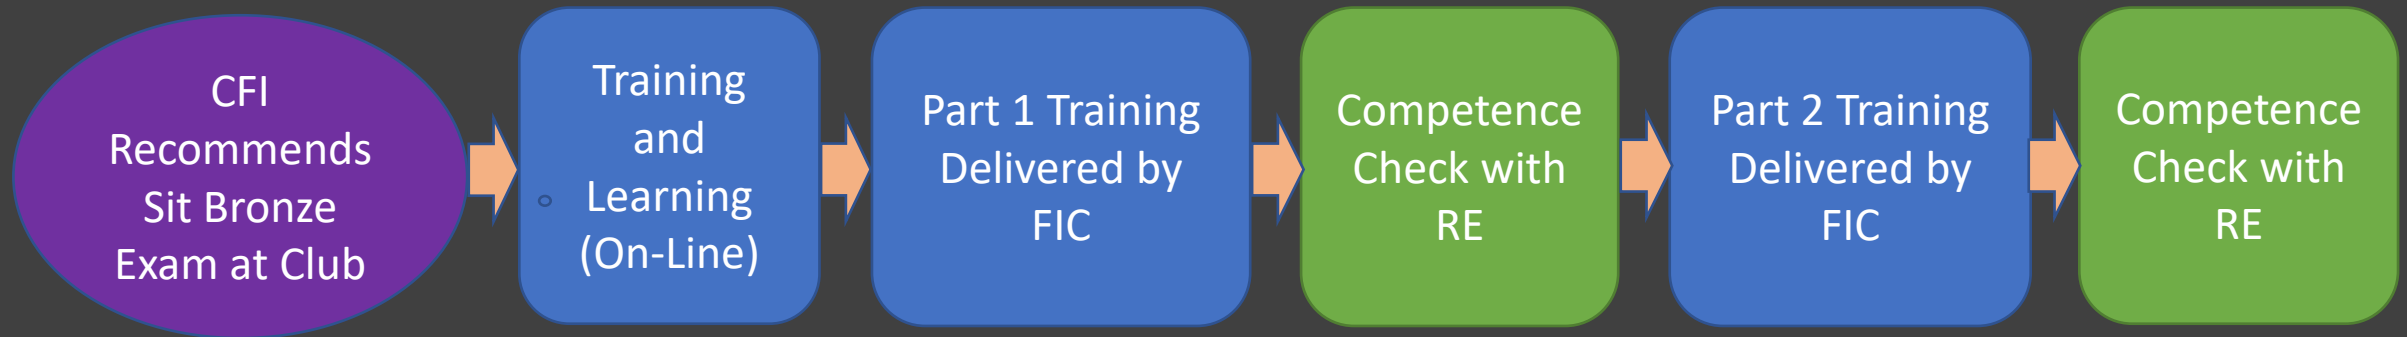 CFI
Recommends
Sit Bronze
Exam at Club
Training
and
Learning
(On-Line)
Part 1 Training
Delivered by
FIC
Competence
Check with
RE
Part 2 Training
Delivered by
FIC
Competence
Check with
RE